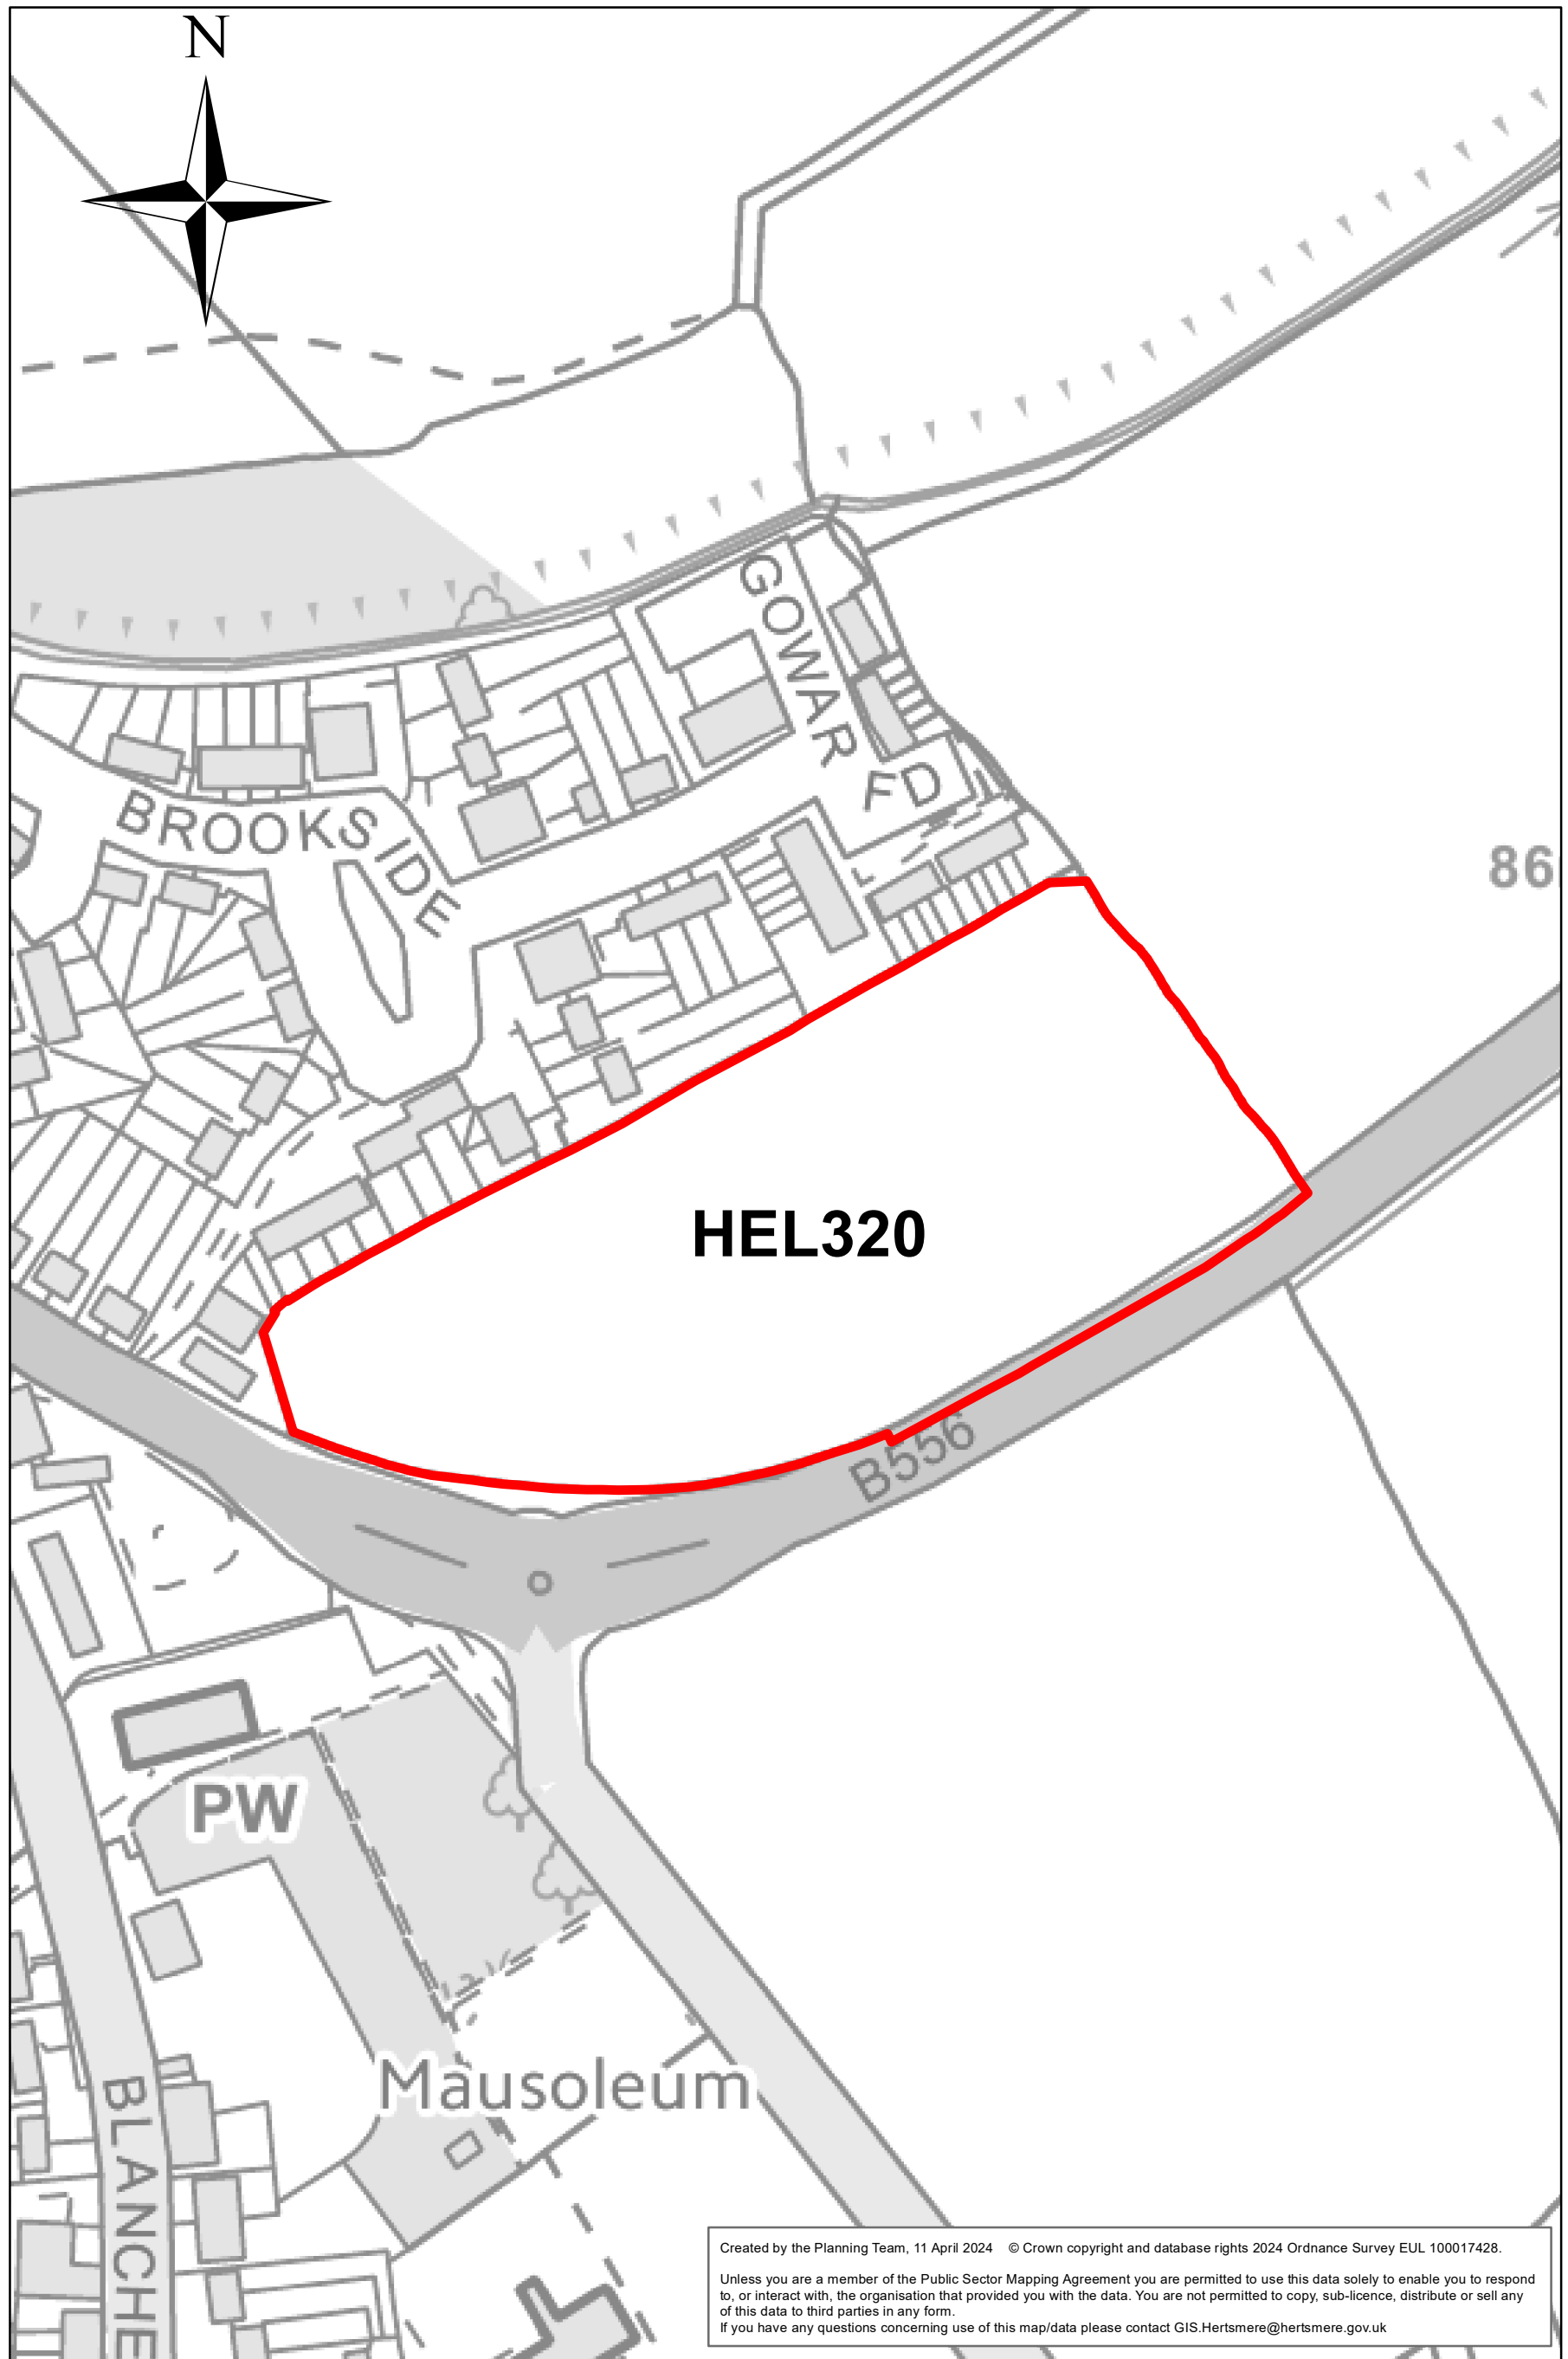 N
GOWAR FD
BROOKSIDE
86
HEL320
B556
PW
Mausoleum
BLANCHE
Created by the Planning Team, 11 April 2024 © Crown copyright and database rights 2024 Ordnance Survey EUL 100017428.
Unless you are a member of the Public Sector Mapping Agreement you are permitted to use this data solely to enable you to respond
to, or interact with, the organisation that provided you with the data. You are not permitted to copy, sub-licence, distribute or sell any
of this data to third parties in any form.
If you have any questions concerning use of this map/data please contact GIS.Hertsmere@hertsmere.gov.uk